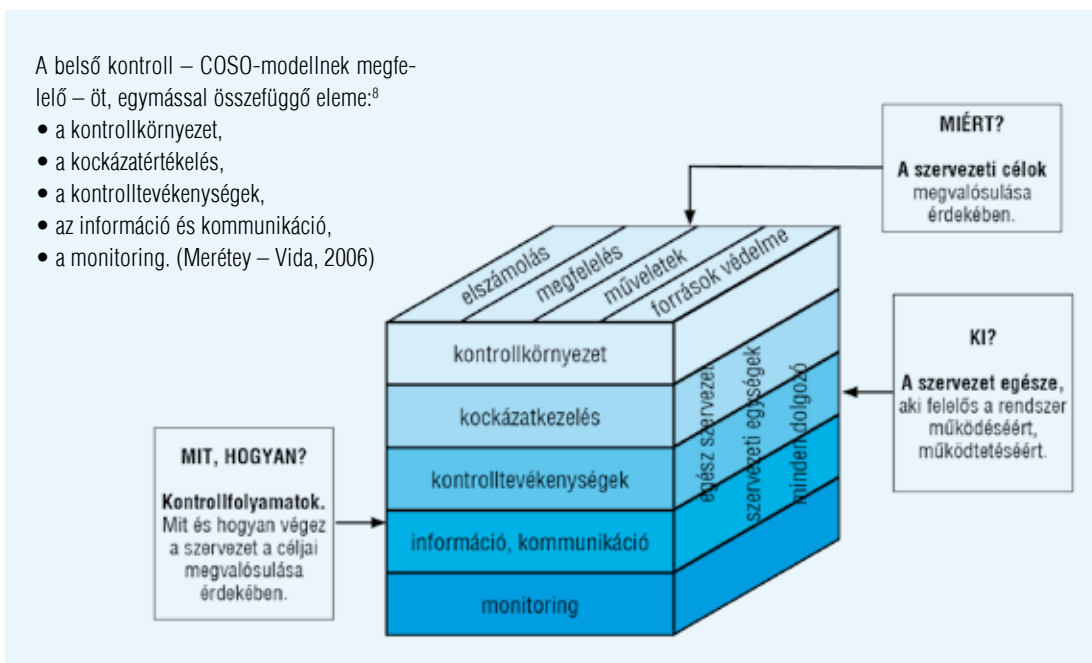 A belső kontroll – COSO-modellnek megfe-
lelő – öt, egymással összefüggő eleme:⁸
• a kontrollkörnyezet,
• a kockázatértékelés,
• a kontrolltevékenységek,
• az információ és kommunikáció,
• a monitoring. (Merétey – Vida, 2006)
MIÉRT?
A szervezeti célok
megvalósulása
érdekében.
elszámolás
megfelelés
műveletek
források védelme
kontrollkörnyezet
kockázatkezelés
kontrolltevékenységek
információ, kommunikáció
monitoring
egész szervezet
szervezeti egységek
minden dolgozó
KI?
A szervezet egésze,
aki felelős a rendszer
működéséért,
működtetéséért.
MIT, HOGYAN?
Kontrollfolyamatok.
Mit és hogyan végez
a szervezet a céljai
megvalósulása
érdekében.